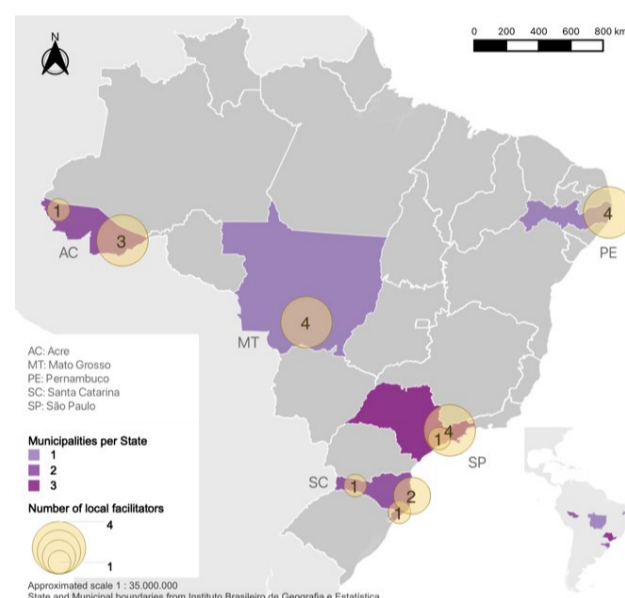 N
0 200 400 600 800 km
1
AC
3
4
PE
4
MT
AC: Acre
MT: Mato Grosso
PE: Pernambuco
SC: Santa Catarina
SP: São Paulo
4
1
SP
Municipalities per State
1
2
3
SC
1
2
1
Number of local facilitators
4
1
Approximated scale 1 : 35.000.000
State and Municipal boundaries from Instituto Brasileiro de Geografia e Estatística